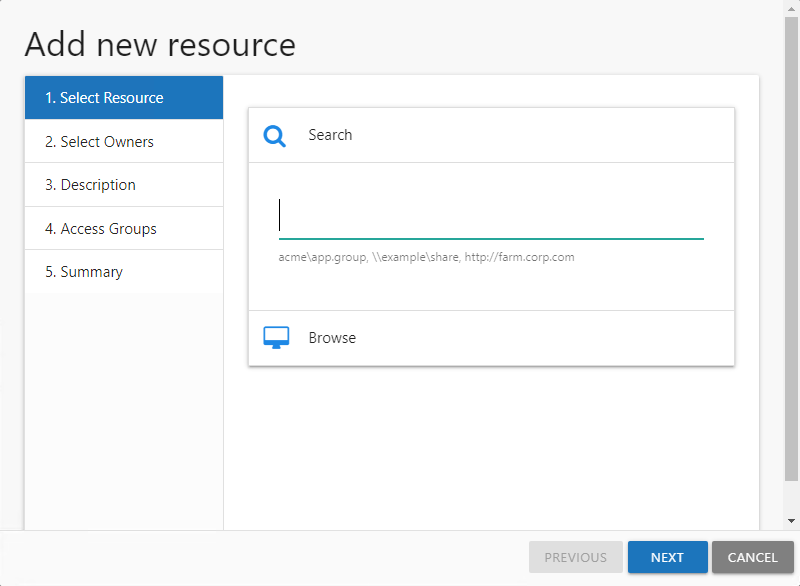 Add new resource
1. Select Resource
2. Select Owners
3. Description
4. Access Groups
5. Summary
Search
acme\app.group, \\example\share, http://farm.corp.com
Browse
PREVIOUS
NEXT
CANCEL